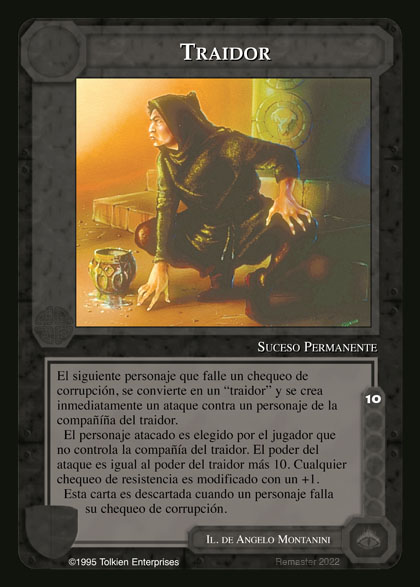 TRAIDOR
SUCESO PERMANENTE
El siguiente personaje que falle un chequeo de
corrupción, se convierte en un “traidor” y se crea
inmediatamente un ataque contra un personaje de la
compañíña del traidor.
El personaje atacado es elegido por el jugador que
no controla la compañía del traidor. El poder del
ataque es igual al poder del traidor más 10. Cualquier
chequeo de resistencia es modificado con un +1.
Esta carta es descartada cuando un personaje falla
su chequeo de corrupción.
10
IL. DE ANGELO MONTANINI
©1995 Tolkien Enterprises
Remaster 2022